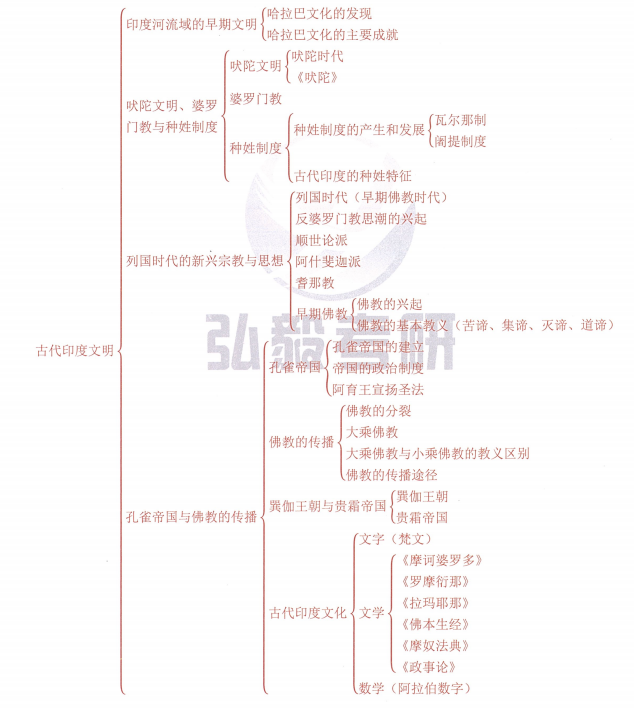 古代印度文明
印度河流域的早期文明
哈拉巴文化的发现
哈拉巴文化的主要成就
吠陀文明、婆罗
门教与种姓制度
吠陀文明
吠陀时代
《吠陀》
婆罗门教
种姓制度
种姓制度的产生和发展
瓦尔那制
阇提制度
古代印度的种姓特征
列国时代的新兴宗教与思想
列国时代（早期佛教时代）
反婆罗门教思潮的兴起
顺世论派
阿什斐迦派
耆那教
早期佛教
佛教的兴起
佛教的基本教义（苦谛、集谛、灭谛、道谛）
弘毅考研
孔雀帝国与佛教的传播
孔雀帝国
孔雀帝国的建立
帝国的政治制度
阿育王宣扬圣法
佛教的传播
佛教的分裂
大乘佛教
大乘佛教与小乘佛教的教义区别
佛教的传播途径
巽伽王朝与贵霜帝国
巽伽王朝
贵霜帝国
古代印度文化
文字（梵文）
文学
《摩诃婆罗多》
《罗摩衍那》
《拉玛耶那》
《佛本生经》
《摩奴法典》
《政事论》
数学（阿拉伯数字）